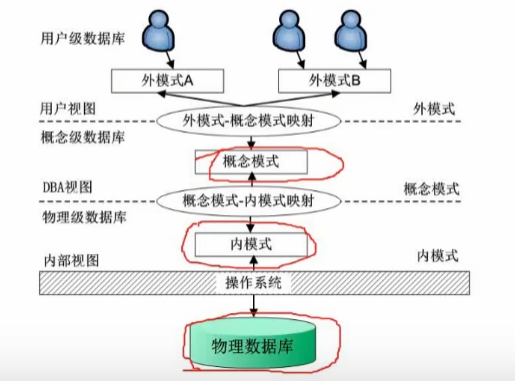 用户级数据库
外模式A
外模式B
用户视图
外模式-概念模式映射
外模式
概念级数据库
概念模式
DBA视图
概念模式-内模式映射
概念模式
物理级数据库
内模式
内部视图
内模式
操作系统
物理数据库